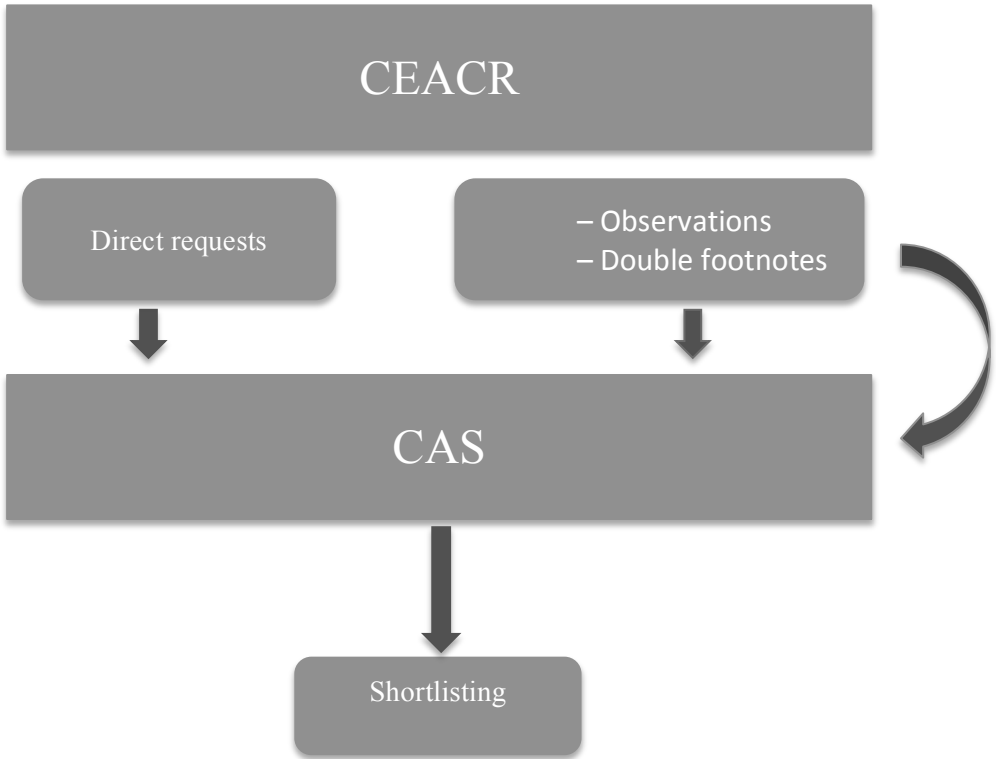 CEACR
Direct requests
– Observations
– Double footnotes
CAS
Shortlisting